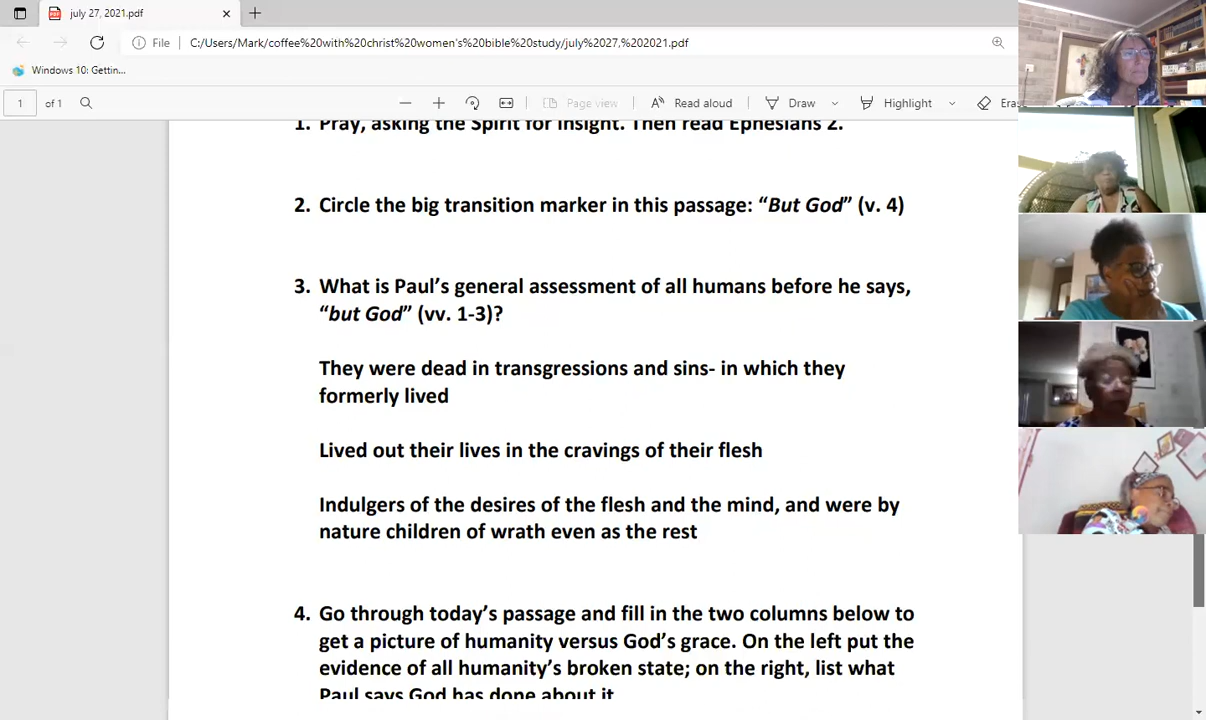 july 27, 2021.pdf
File C:/Users/Mark/coffee%20with%20christ%20women's%20bible%20study/july%2027,%202021.pdf
Windows 10: Gettin...
1 of 1 Page view Read aloud Draw Highlight Eras
1. Pray, asking the Spirit for insight. Then read Ephesians 2.
2. Circle the big transition marker in this passage: “But God” (v. 4)
3. What is Paul’s general assessment of all humans before he says,
“but God” (vv. 1-3)?
They were dead in transgressions and sins- in which they
formerly lived
Lived out their lives in the cravings of their flesh
Indulgers of the desires of the flesh and the mind, and were by
nature children of wrath even as the rest
4. Go through today’s passage and fill in the two columns below to
get a picture of humanity versus God’s grace. On the left put the
evidence of all humanity’s broken state; on the right, list what
Paul says God has done about it